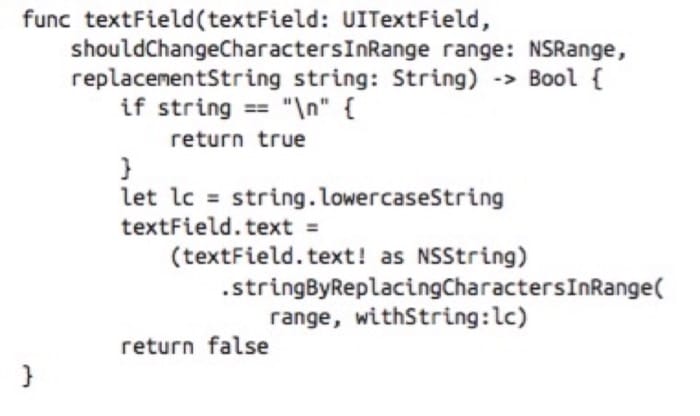 func textField(textField: UITextField,
    shouldChangeCharactersInRange range: NSRange,
    replacementString string: String) -> Bool {
        if string == "\n" {
            return true
        }
        let lc = string.lowercaseString
        textField.text =
            (textField.text! as NSString)
                .stringByReplacingCharactersInRange(
                    range, withString:lc)
        return false
}